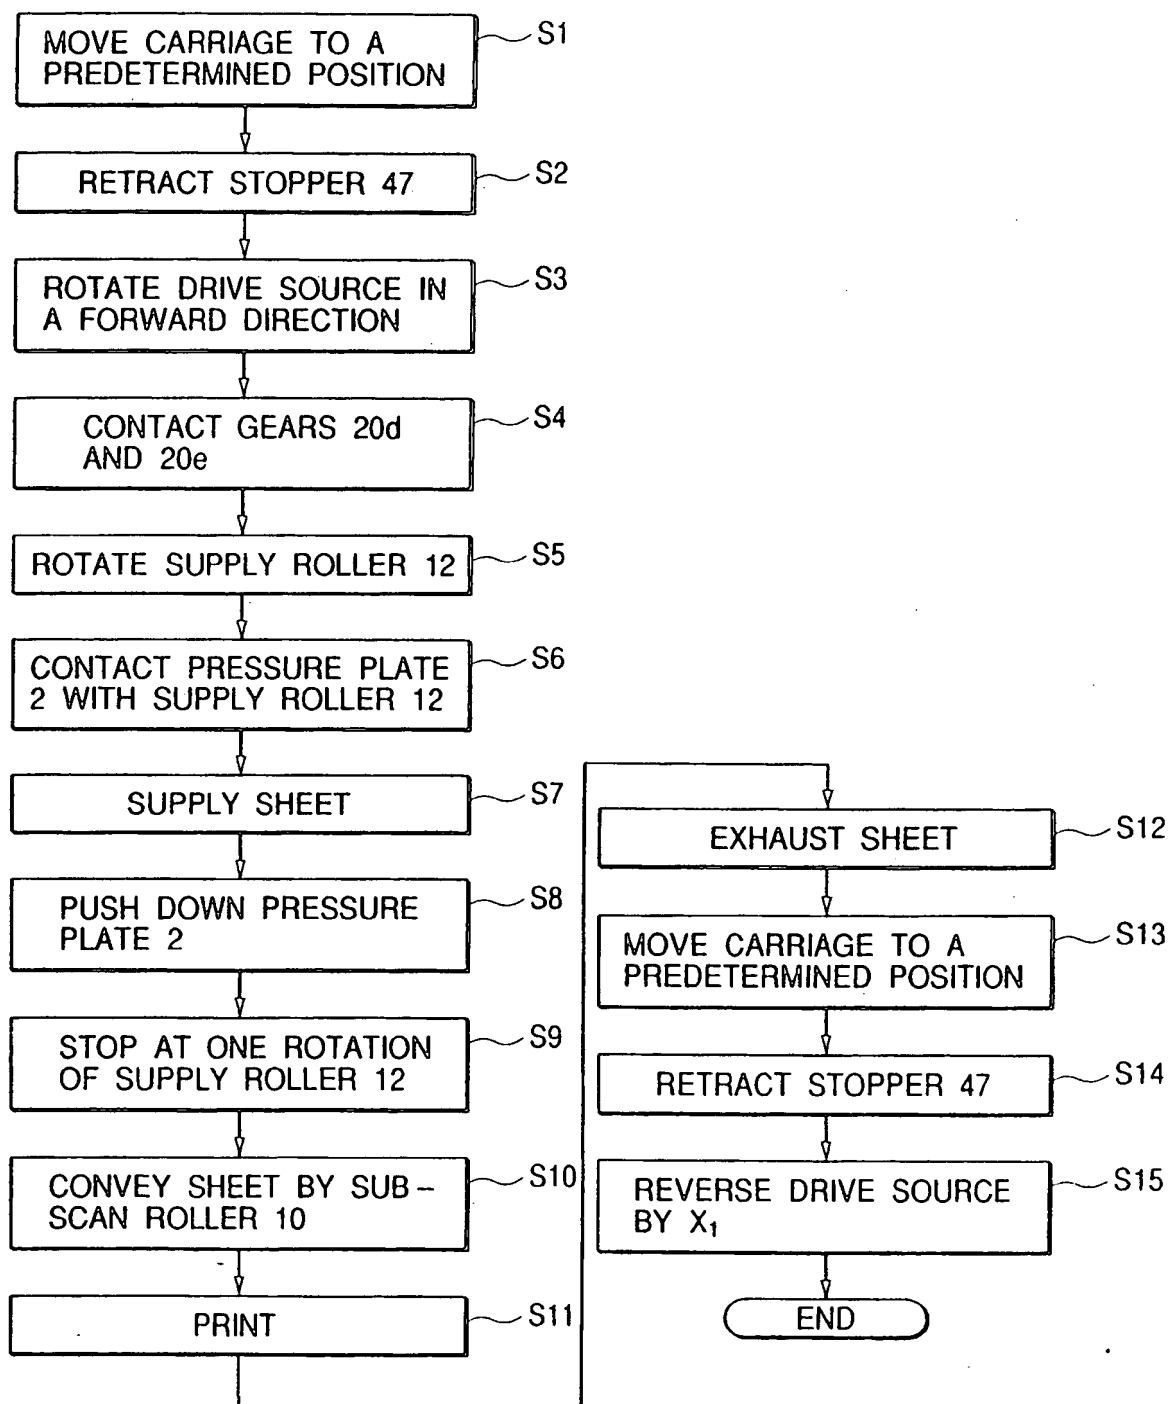 MOVE CARRIAGE TO A
PREDETERMINED POSITION
S1
RETRACT STOPPER 47
S2
ROTATE DRIVE SOURCE IN
A FORWARD DIRECTION
S3
CONTACT GEARS 20d
AND 20e
S4
ROTATE SUPPLY ROLLER 12
S5
CONTACT PRESSURE PLATE
2 WITH SUPPLY ROLLER 12
S6
SUPPLY SHEET
S7
PUSH DOWN PRESSURE
PLATE 2
S8
STOP AT ONE ROTATION
OF SUPPLY ROLLER 12
S9
CONVEY SHEET BY SUB-
SCAN ROLLER 10
S10
PRINT
S11
EXHAUST SHEET
S12
MOVE CARRIAGE TO A
PREDETERMINED POSITION
S13
RETRACT STOPPER 47
S14
REVERSE DRIVE SOURCE
BY X₁
S15
END